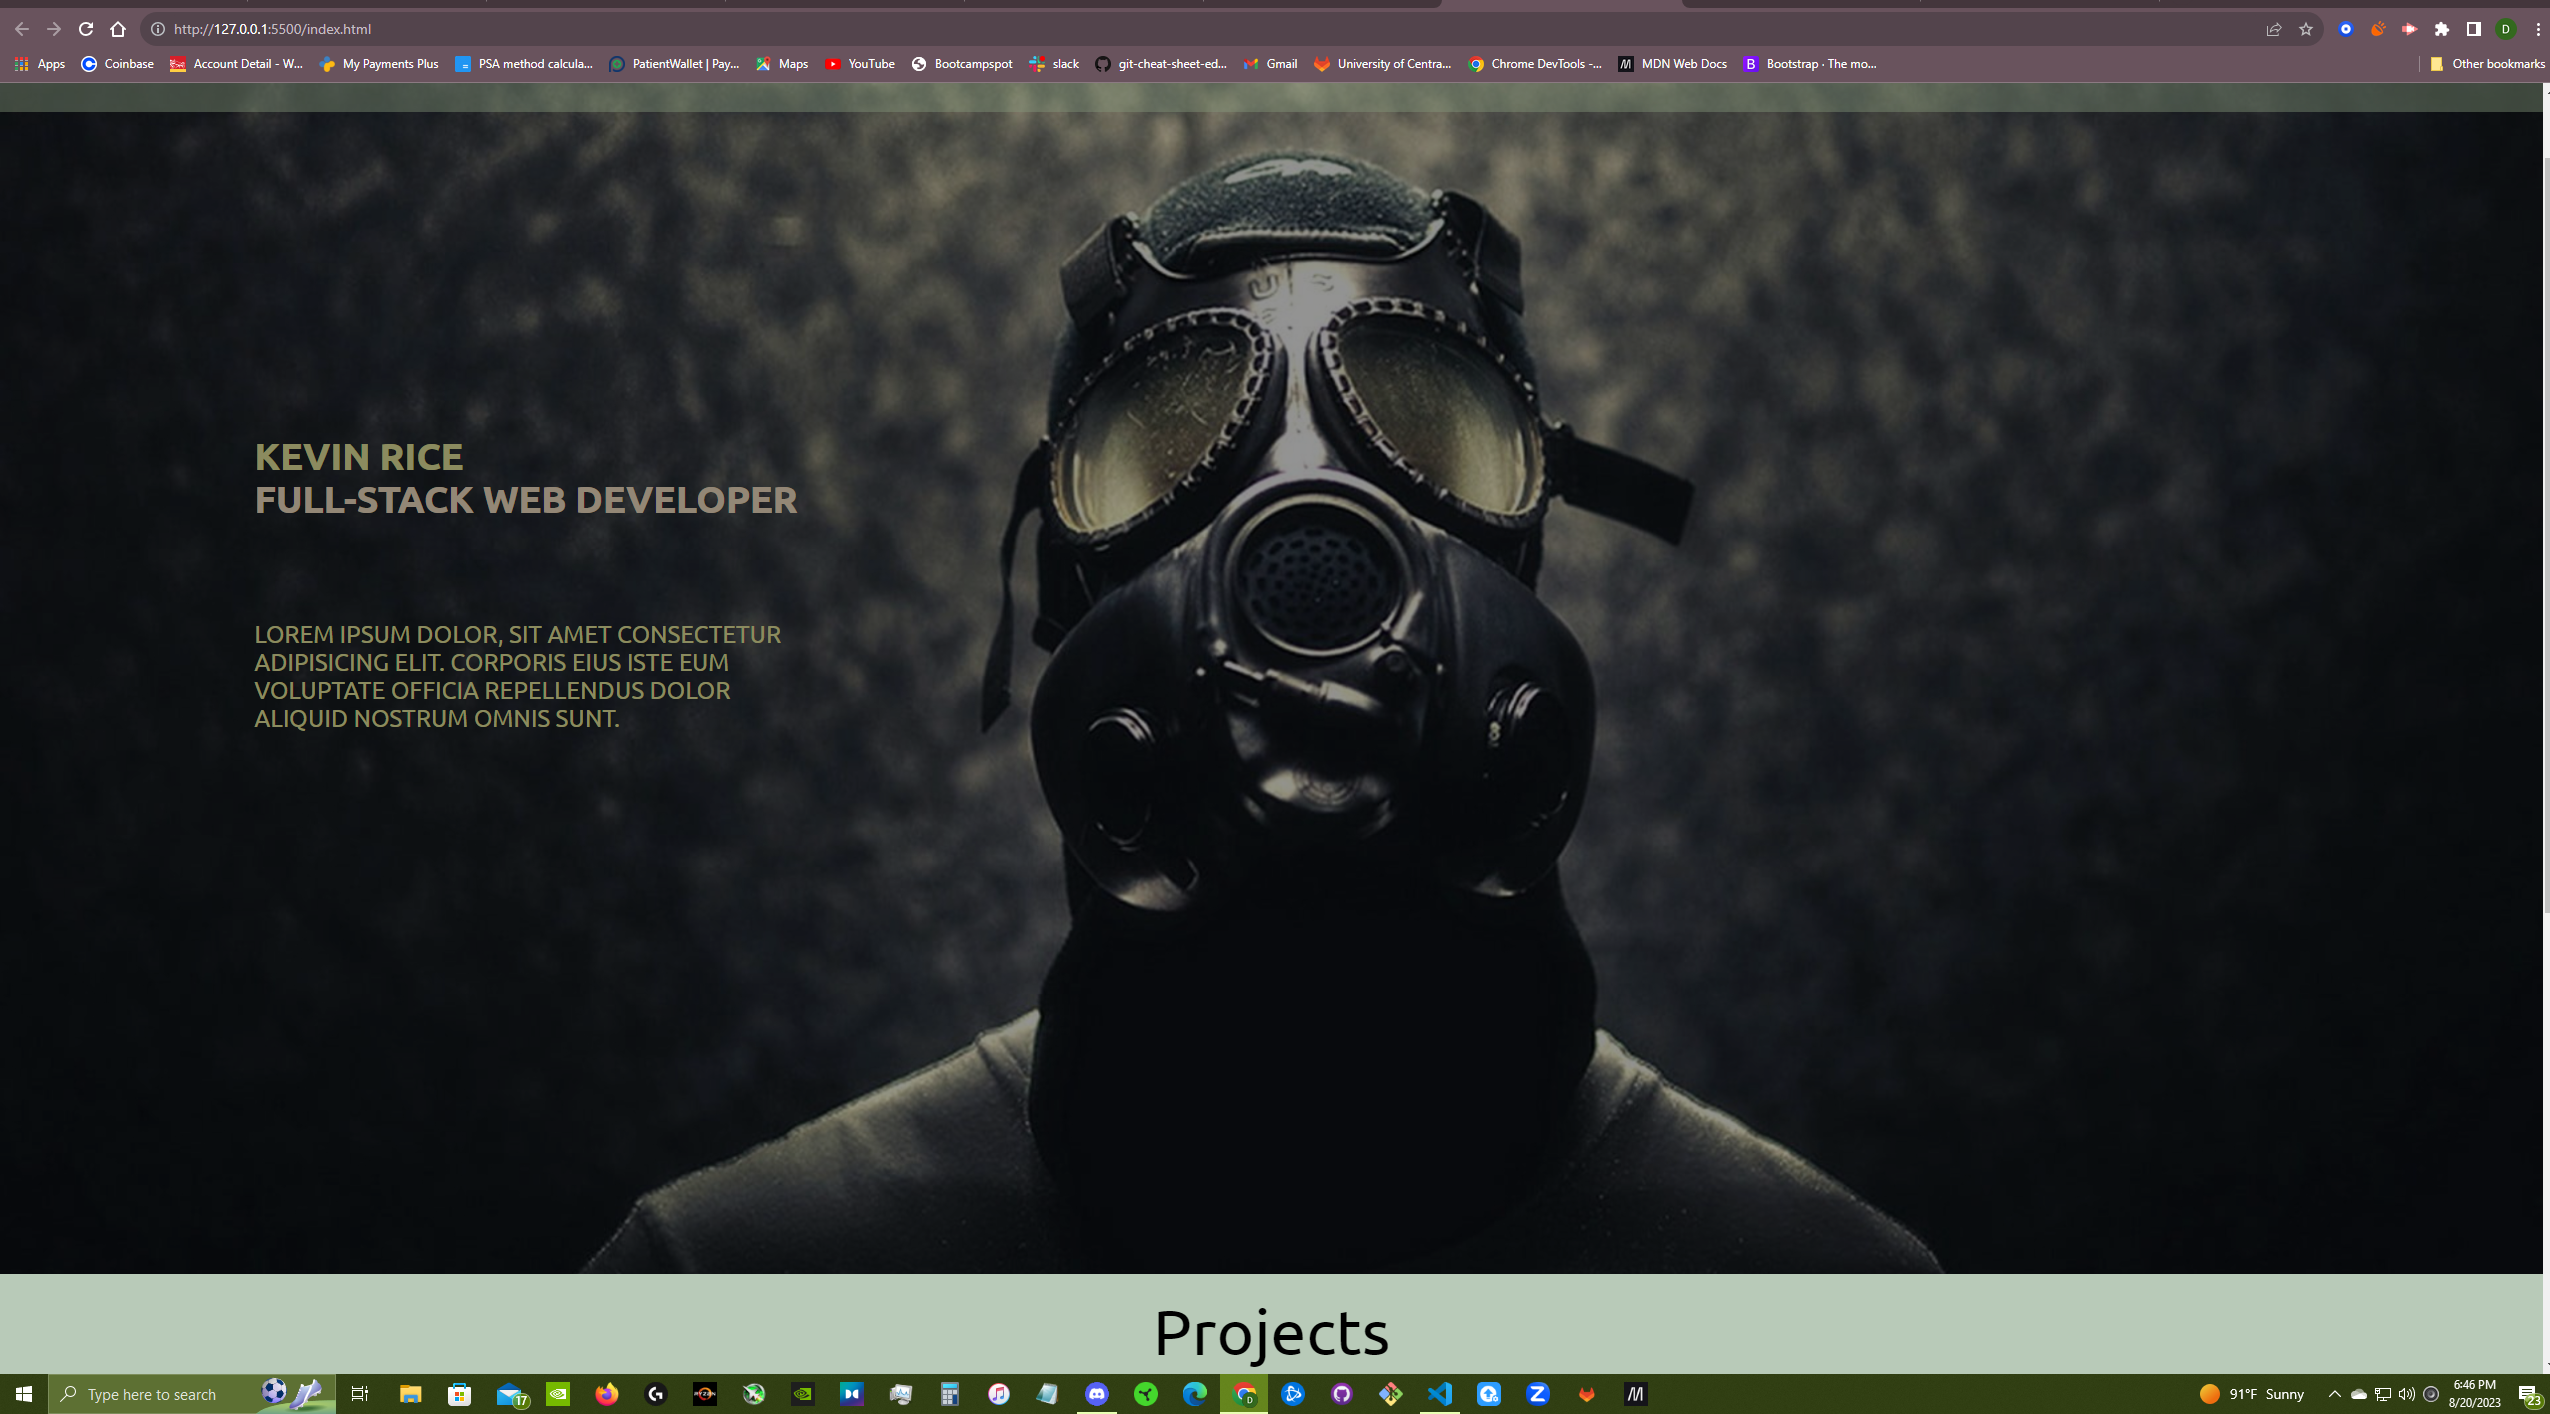 http://127.0.0.1:5500/index.html
D
Apps
Coinbase
Account Detail - W...
My Payments Plus
PSA method calcula...
PatientWallet | Pay...
Maps
YouTube
Bootcampspot
slack
git-cheat-sheet-ed...
Gmail
University of Centra...
Chrome DevTools -...
MDN Web Docs
B
Bootstrap · The mo...
Other bookmarks
U S
KEVIN RICE
FULL-STACK WEB DEVELOPER
LOREM IPSUM DOLOR, SIT AMET CONSECTETUR
ADIPISICING ELIT. CORPORIS EIUS ISTE EUM
VOLUPTATE OFFICIA REPELLENDUS DOLOR
ALIQUID NOSTRUM OMNIS SUNT.
Projects
Type here to search
17
RYZEN
D
Z
M
91°F Sunny
6:46 PM
8/20/2023
23